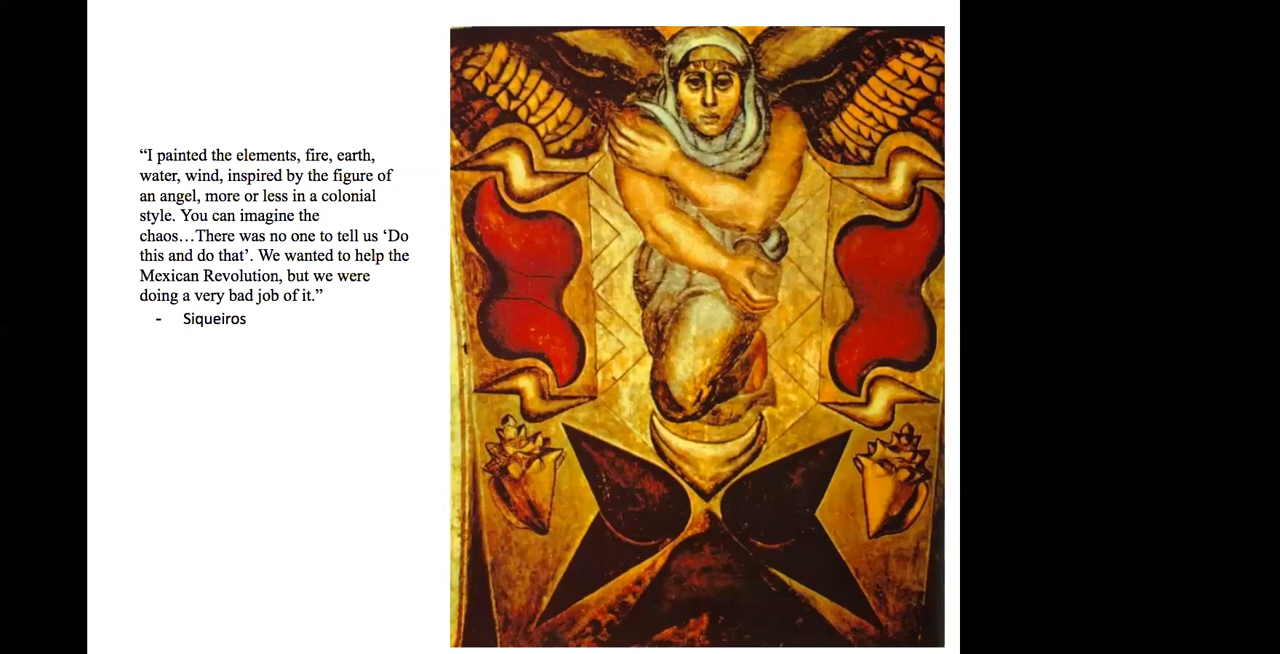 “I painted the elements, fire, earth,
water, wind, inspired by the figure of
an angel, more or less in a colonial
style. You can imagine the
chaos…There was no one to tell us ‘Do
this and do that’. We wanted to help the
Mexican Revolution, but we were
doing a very bad job of it.”
- Siqueiros